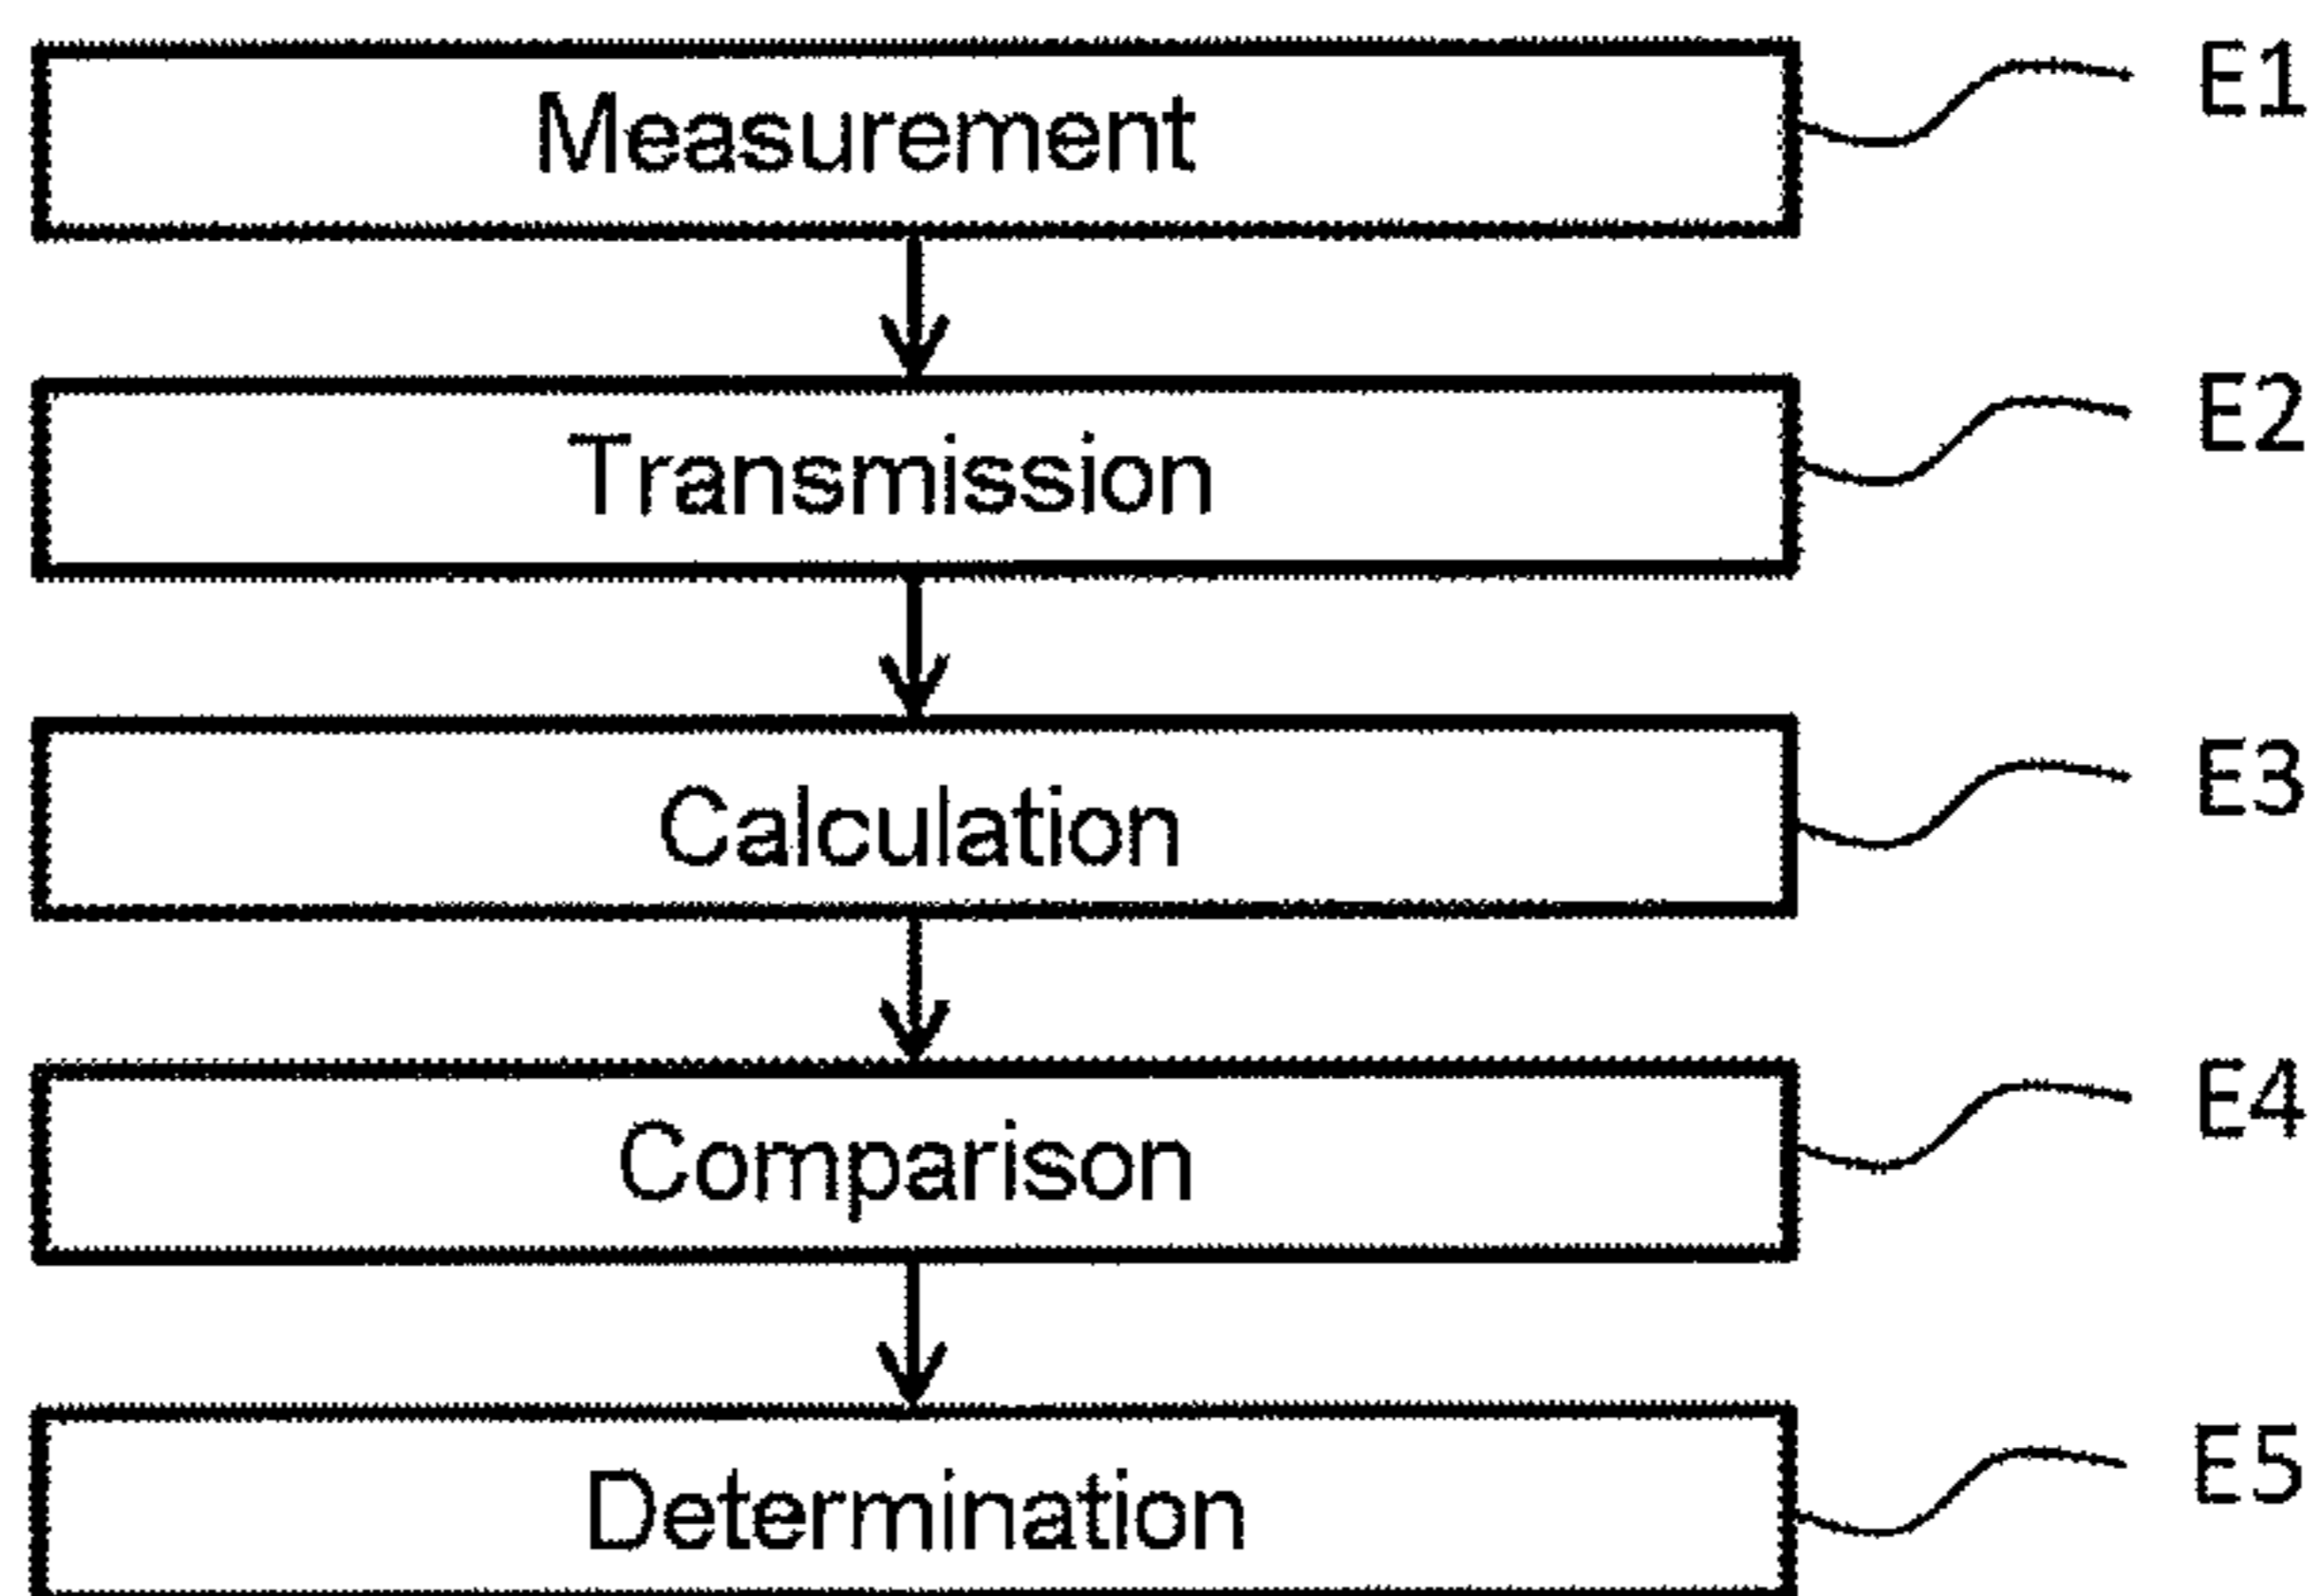 Measurement E1
Transmission E2
Calculation E3
Comparison E4
Determination E5